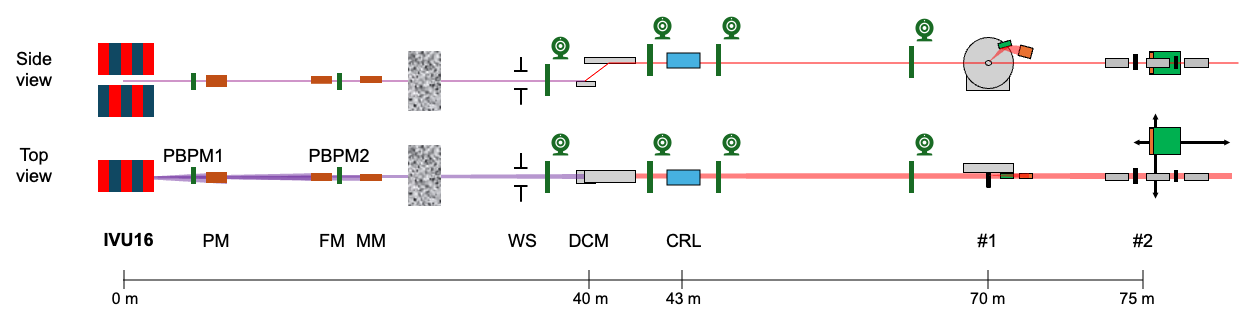 Side
view
PBPM1
PBPM2
Top
view
IVU16
PM
FM
MM
WS
DCM
CRL
#1
#2
0 m
40 m
43 m
70 m
75 m